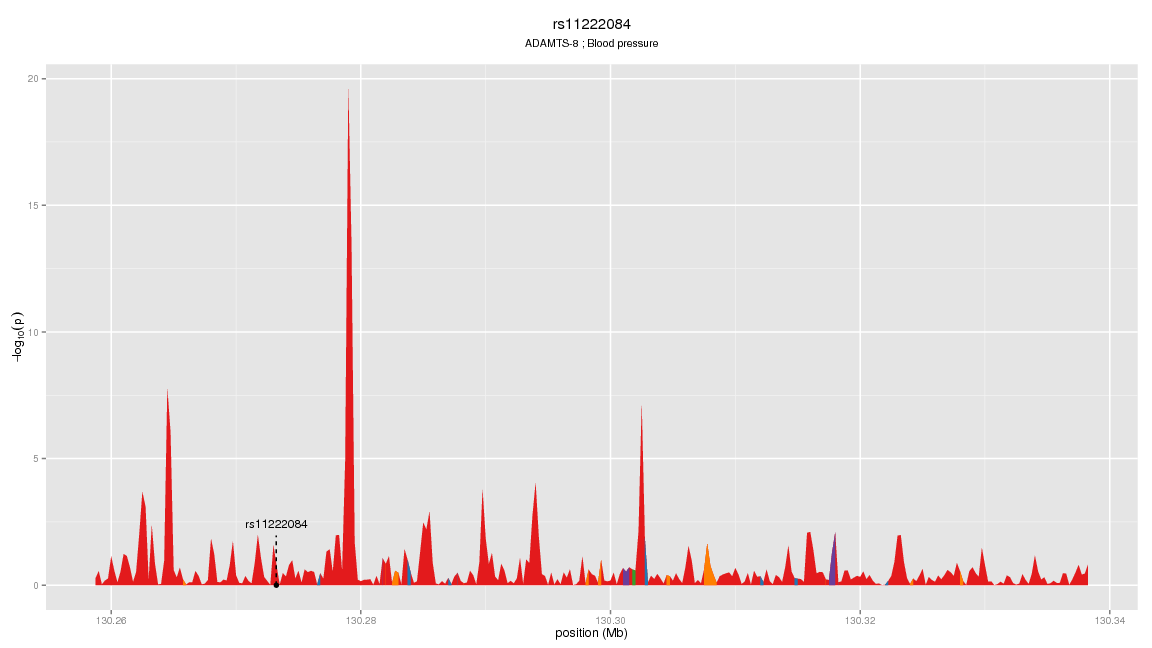 rs11222084
ADAMTS-8 ; Blood pressure
20
15
10
5
0
−log₁₀(p)
rs11222084
130.26 130.28 130.30 130.32 130.34
position (Mb)